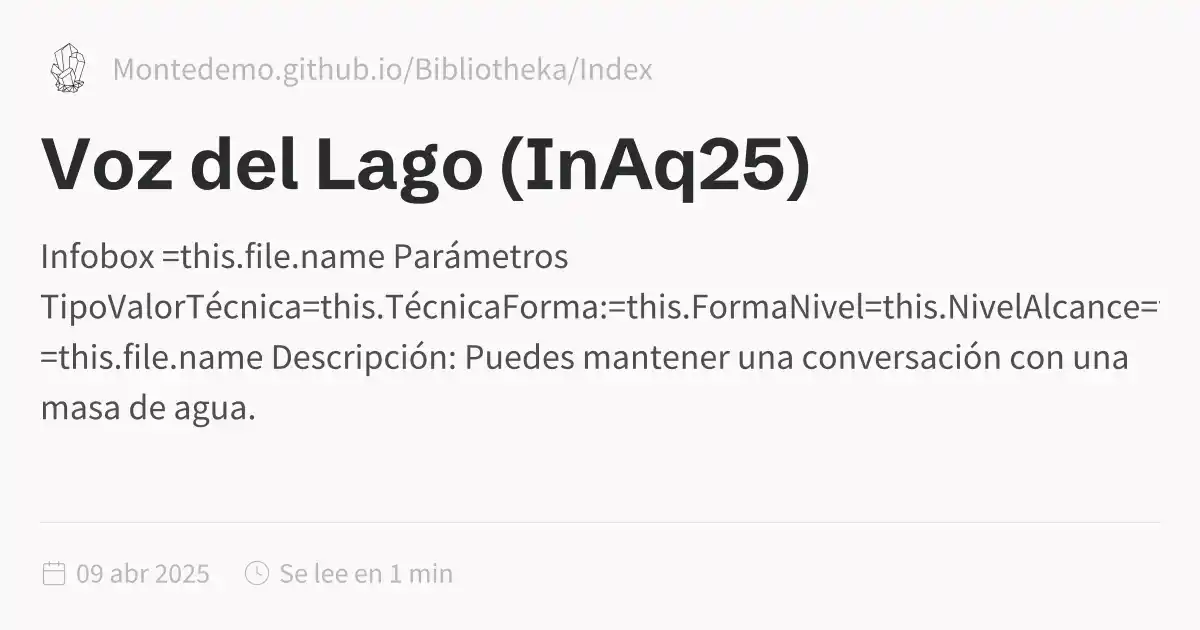 Montedemo.github.io/Bibliotheka/Index
Voz del Lago (InAq25)
Infobox =this.file.name Parámetros
TipoValorTécnica=this.TécnicaForma:=this.FormaNivel=this.NivelAlcance=
=this.file.name Descripción: Puedes mantener una conversación con una
masa de agua.
09 abr 2025 Se lee en 1 min